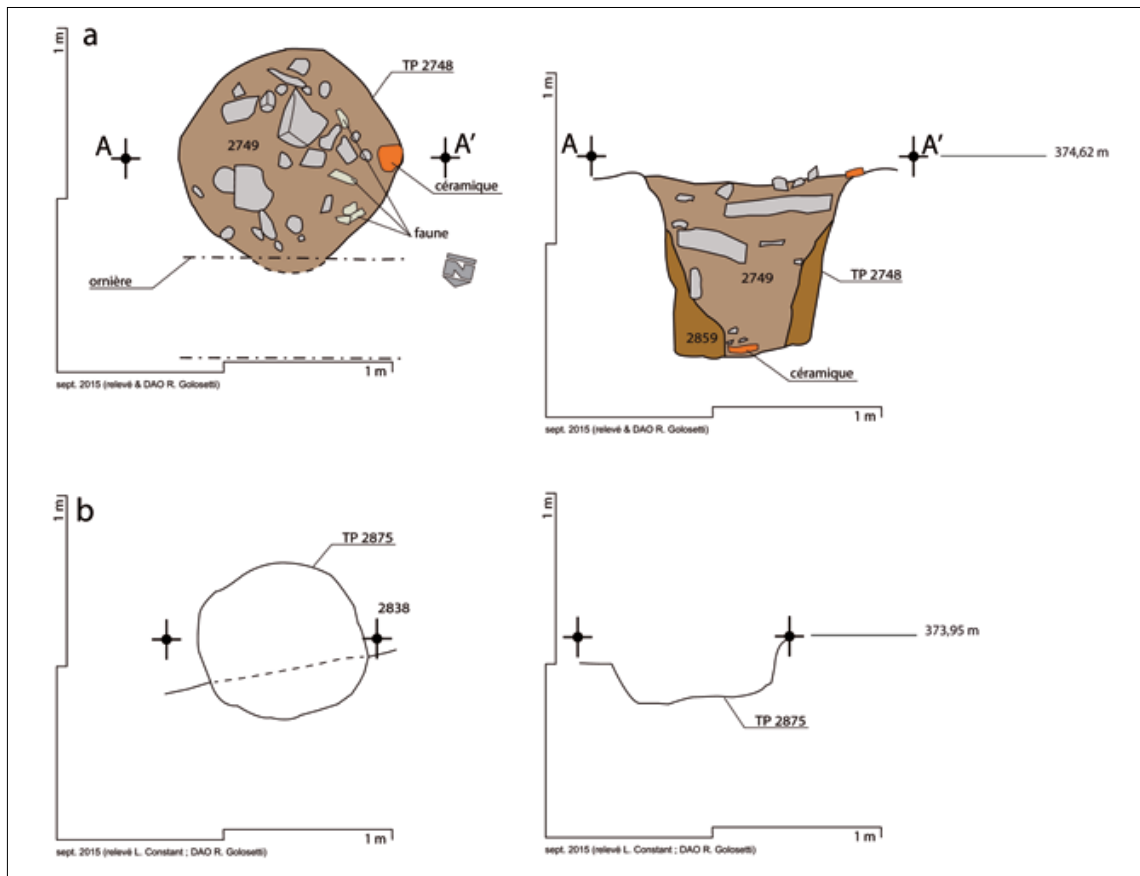 a
1 m
TP 2748
A
A'
2749
céramique
faune
ornière
N
1 m
sept. 2015 (relevé & DAO R. Golosetti)
1 m
A
A'
374,62 m
2749
TP 2748
2859
céramique
1 m
sept. 2015 (relevé & DAO R. Golosetti)
b
1 m
TP 2875
2838
1 m
sept. 2015 (relevé L. Constant ; DAO R. Golosetti)
1 m
373,95 m
TP 2875
1 m
sept. 2015 (relevé L. Constant ; DAO R. Golosetti)